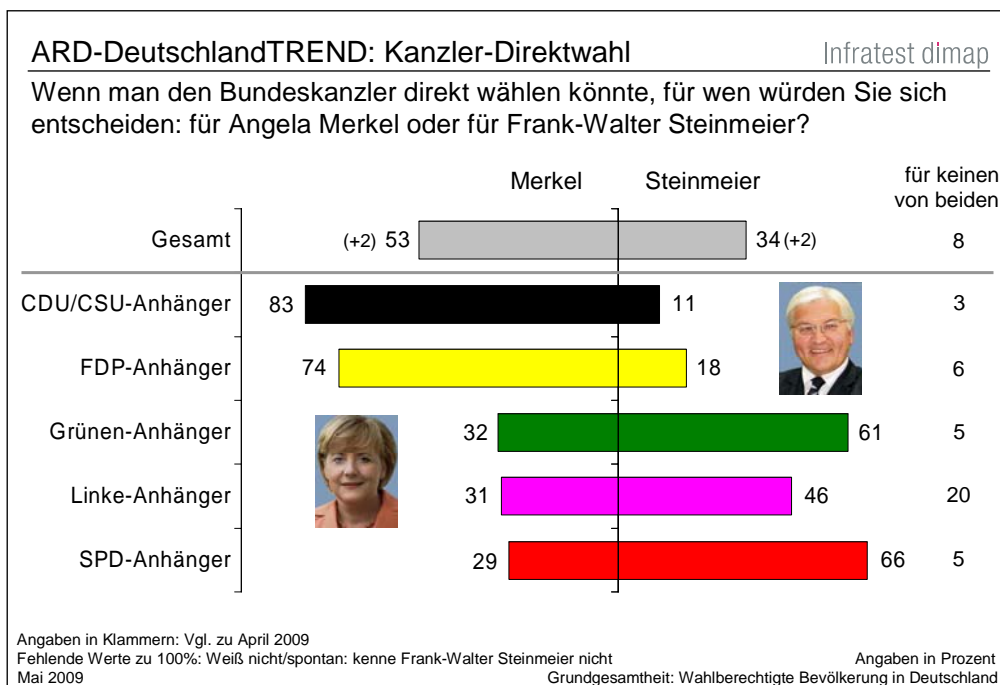 ARD-DeutschlandTREND: Kanzler-Direktwahl
Infratest dimap
Wenn man den Bundeskanzler direkt wählen könnte, für wen würden Sie sich
entscheiden: für Angela Merkel oder für Frank-Walter Steinmeier?
Merkel Steinmeier für keinen
von beiden
Gesamt (+2) 53 34 (+2) 8
CDU/CSU-Anhänger 83 11 3
FDP-Anhänger 74 18 6
Grünen-Anhänger 32 61 5
Linke-Anhänger 31 46 20
SPD-Anhänger 29 66 5
Angaben in Klammern: Vgl. zu April 2009
Fehlende Werte zu 100%: Weiß nicht/spontan: kenne Frank-Walter Steinmeier nicht Angaben in Prozent
Mai 2009 Grundgesamtheit: Wahlberechtigte Bevölkerung in Deutschland